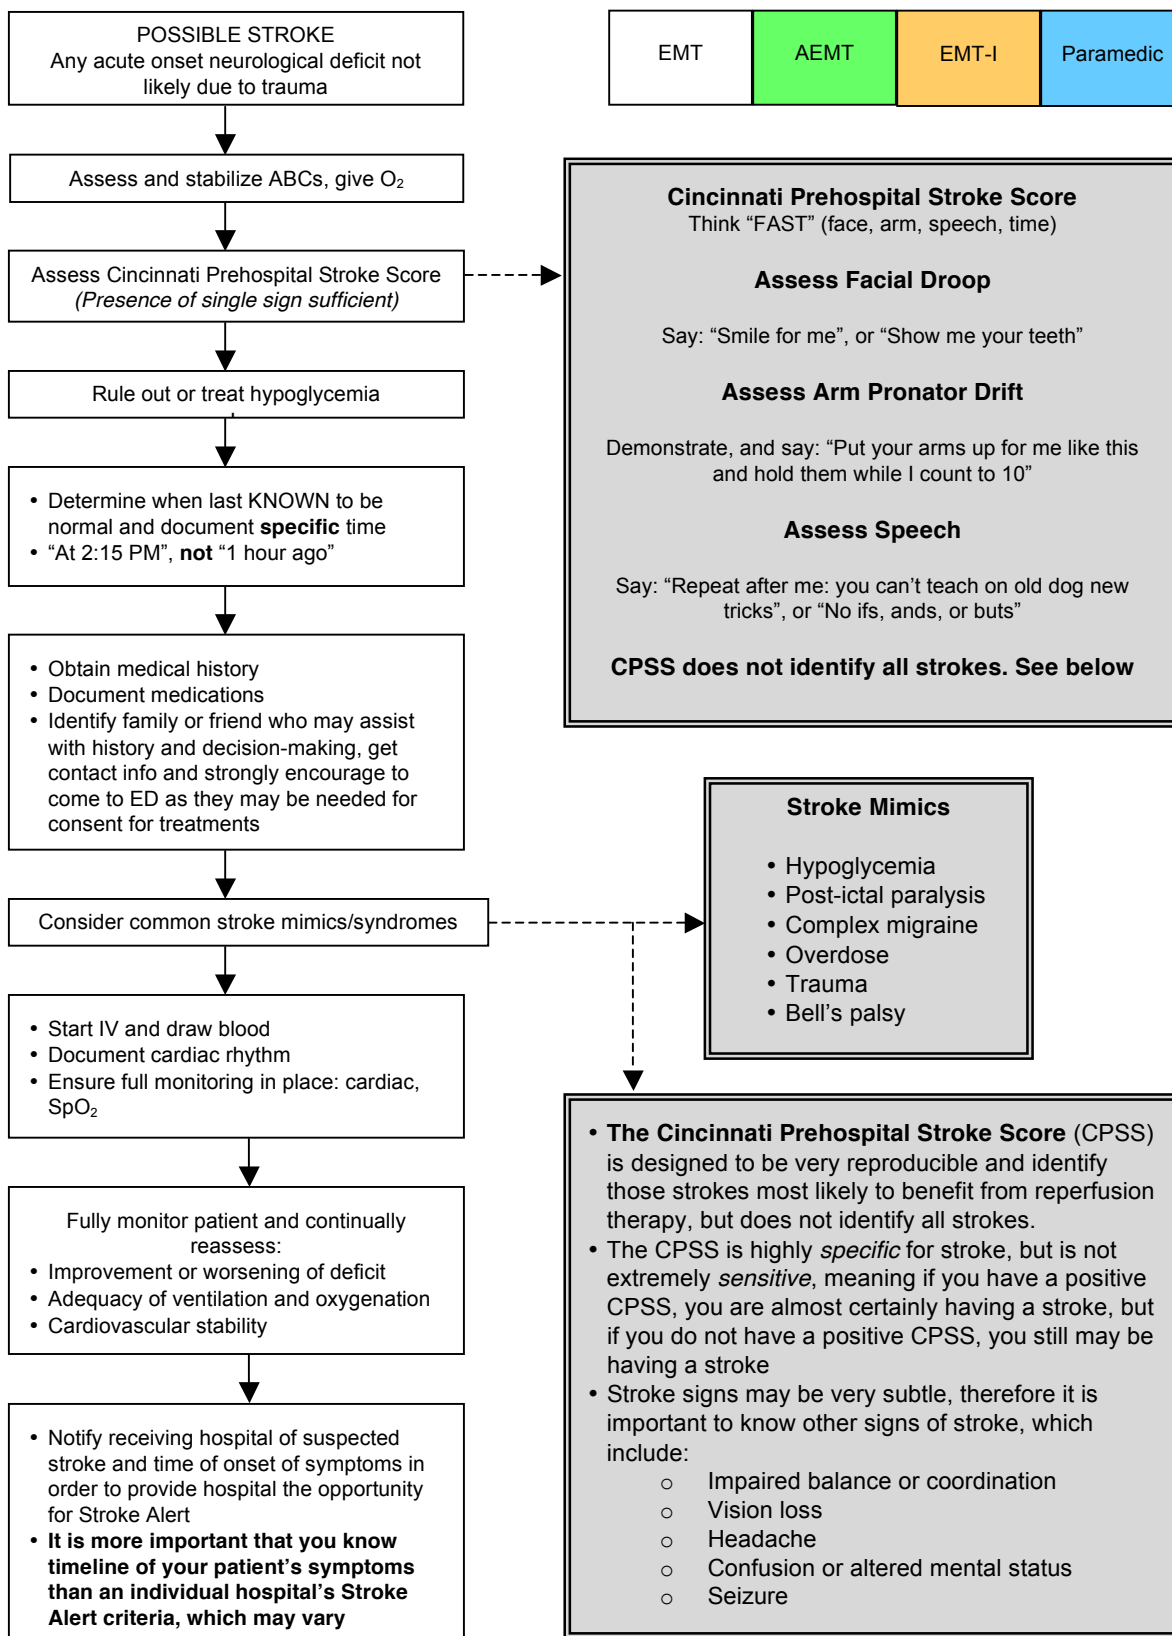 POSSIBLE STROKE
Any acute onset neurological deficit not
likely due to trauma
EMT
AEMT
EMT-I
Paramedic
Assess and stabilize ABCs, give O₂
Assess Cincinnati Prehospital Stroke Score
(Presence of single sign sufficient)
Rule out or treat hypoglycemia
• Determine when last KNOWN to be
normal and document specific time
• “At 2:15 PM”, not “1 hour ago”
• Obtain medical history
• Document medications
• Identify family or friend who may assist
with history and decision-making, get
contact info and strongly encourage to
come to ED as they may be needed for
consent for treatments
Consider common stroke mimics/syndromes
• Start IV and draw blood
• Document cardiac rhythm
• Ensure full monitoring in place: cardiac,
SpO₂
Fully monitor patient and continually
reassess:
• Improvement or worsening of deficit
• Adequacy of ventilation and oxygenation
• Cardiovascular stability
• Notify receiving hospital of suspected
stroke and time of onset of symptoms in
order to provide hospital the opportunity
for Stroke Alert
• It is more important that you know
timeline of your patient’s symptoms
than an individual hospital’s Stroke
Alert criteria, which may vary
Cincinnati Prehospital Stroke Score
Think “FAST” (face, arm, speech, time)
Assess Facial Droop
Say: “Smile for me”, or “Show me your teeth”
Assess Arm Pronator Drift
Demonstrate, and say: “Put your arms up for me like this
and hold them while I count to 10”
Assess Speech
Say: “Repeat after me: you can’t teach on old dog new
tricks”, or “No ifs, ands, or buts”
CPSS does not identify all strokes. See below
Stroke Mimics
• Hypoglycemia
• Post-ictal paralysis
• Complex migraine
• Overdose
• Trauma
• Bell’s palsy
• The Cincinnati Prehospital Stroke Score (CPSS)
is designed to be very reproducible and identify
those strokes most likely to benefit from reperfusion
therapy, but does not identify all strokes.
• The CPSS is highly specific for stroke, but is not
extremely sensitive, meaning if you have a positive
CPSS, you are almost certainly having a stroke, but
if you do not have a positive CPSS, you still may be
having a stroke
• Stroke signs may be very subtle, therefore it is
important to know other signs of stroke, which
include:
o Impaired balance or coordination
o Vision loss
o Headache
o Confusion or altered mental status
o Seizure